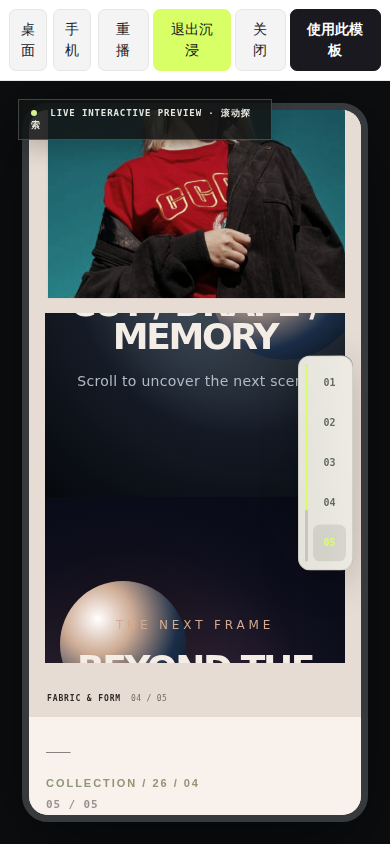 桌
面
手
机
重
播
退出沉
浸
关
闭
使用此模
板
LIVE INTERACTIVE PREVIEW · 滚动探
索
MEMORY
Scroll to uncover the next
01
02
03
04
05
THE NEXT FRAME
BEYOND THE
FABRIC & FORM 04 / 05
COLLECTION / 26 / 04
05 / 05